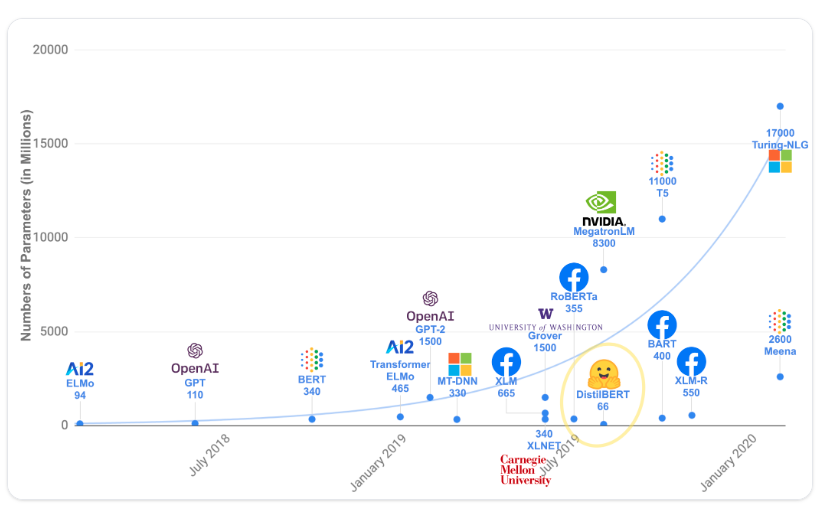 20000
15000
10000
5000
0
Numbers of Parameters (in Millions)
Ai2
ELMo
94
OpenAI
GPT
110
BERT
340
Ai2
Transformer
ELMo
465
OpenAI
GPT-2
1500
MT-DNN
330
XLM
665
W
UNIVERSITY of WASHINGTON
Grover
1500
340
XLNET
Carnegie
Mellon
University
RoBERTa
355
NVIDIA.
MegatronLM
8300
DistilBERT
66
11000
T5
BART
400
XLM-R
550
17000
Turing-NLG
2600
Meena
July 2018
January 2019
July 2019
January 2020